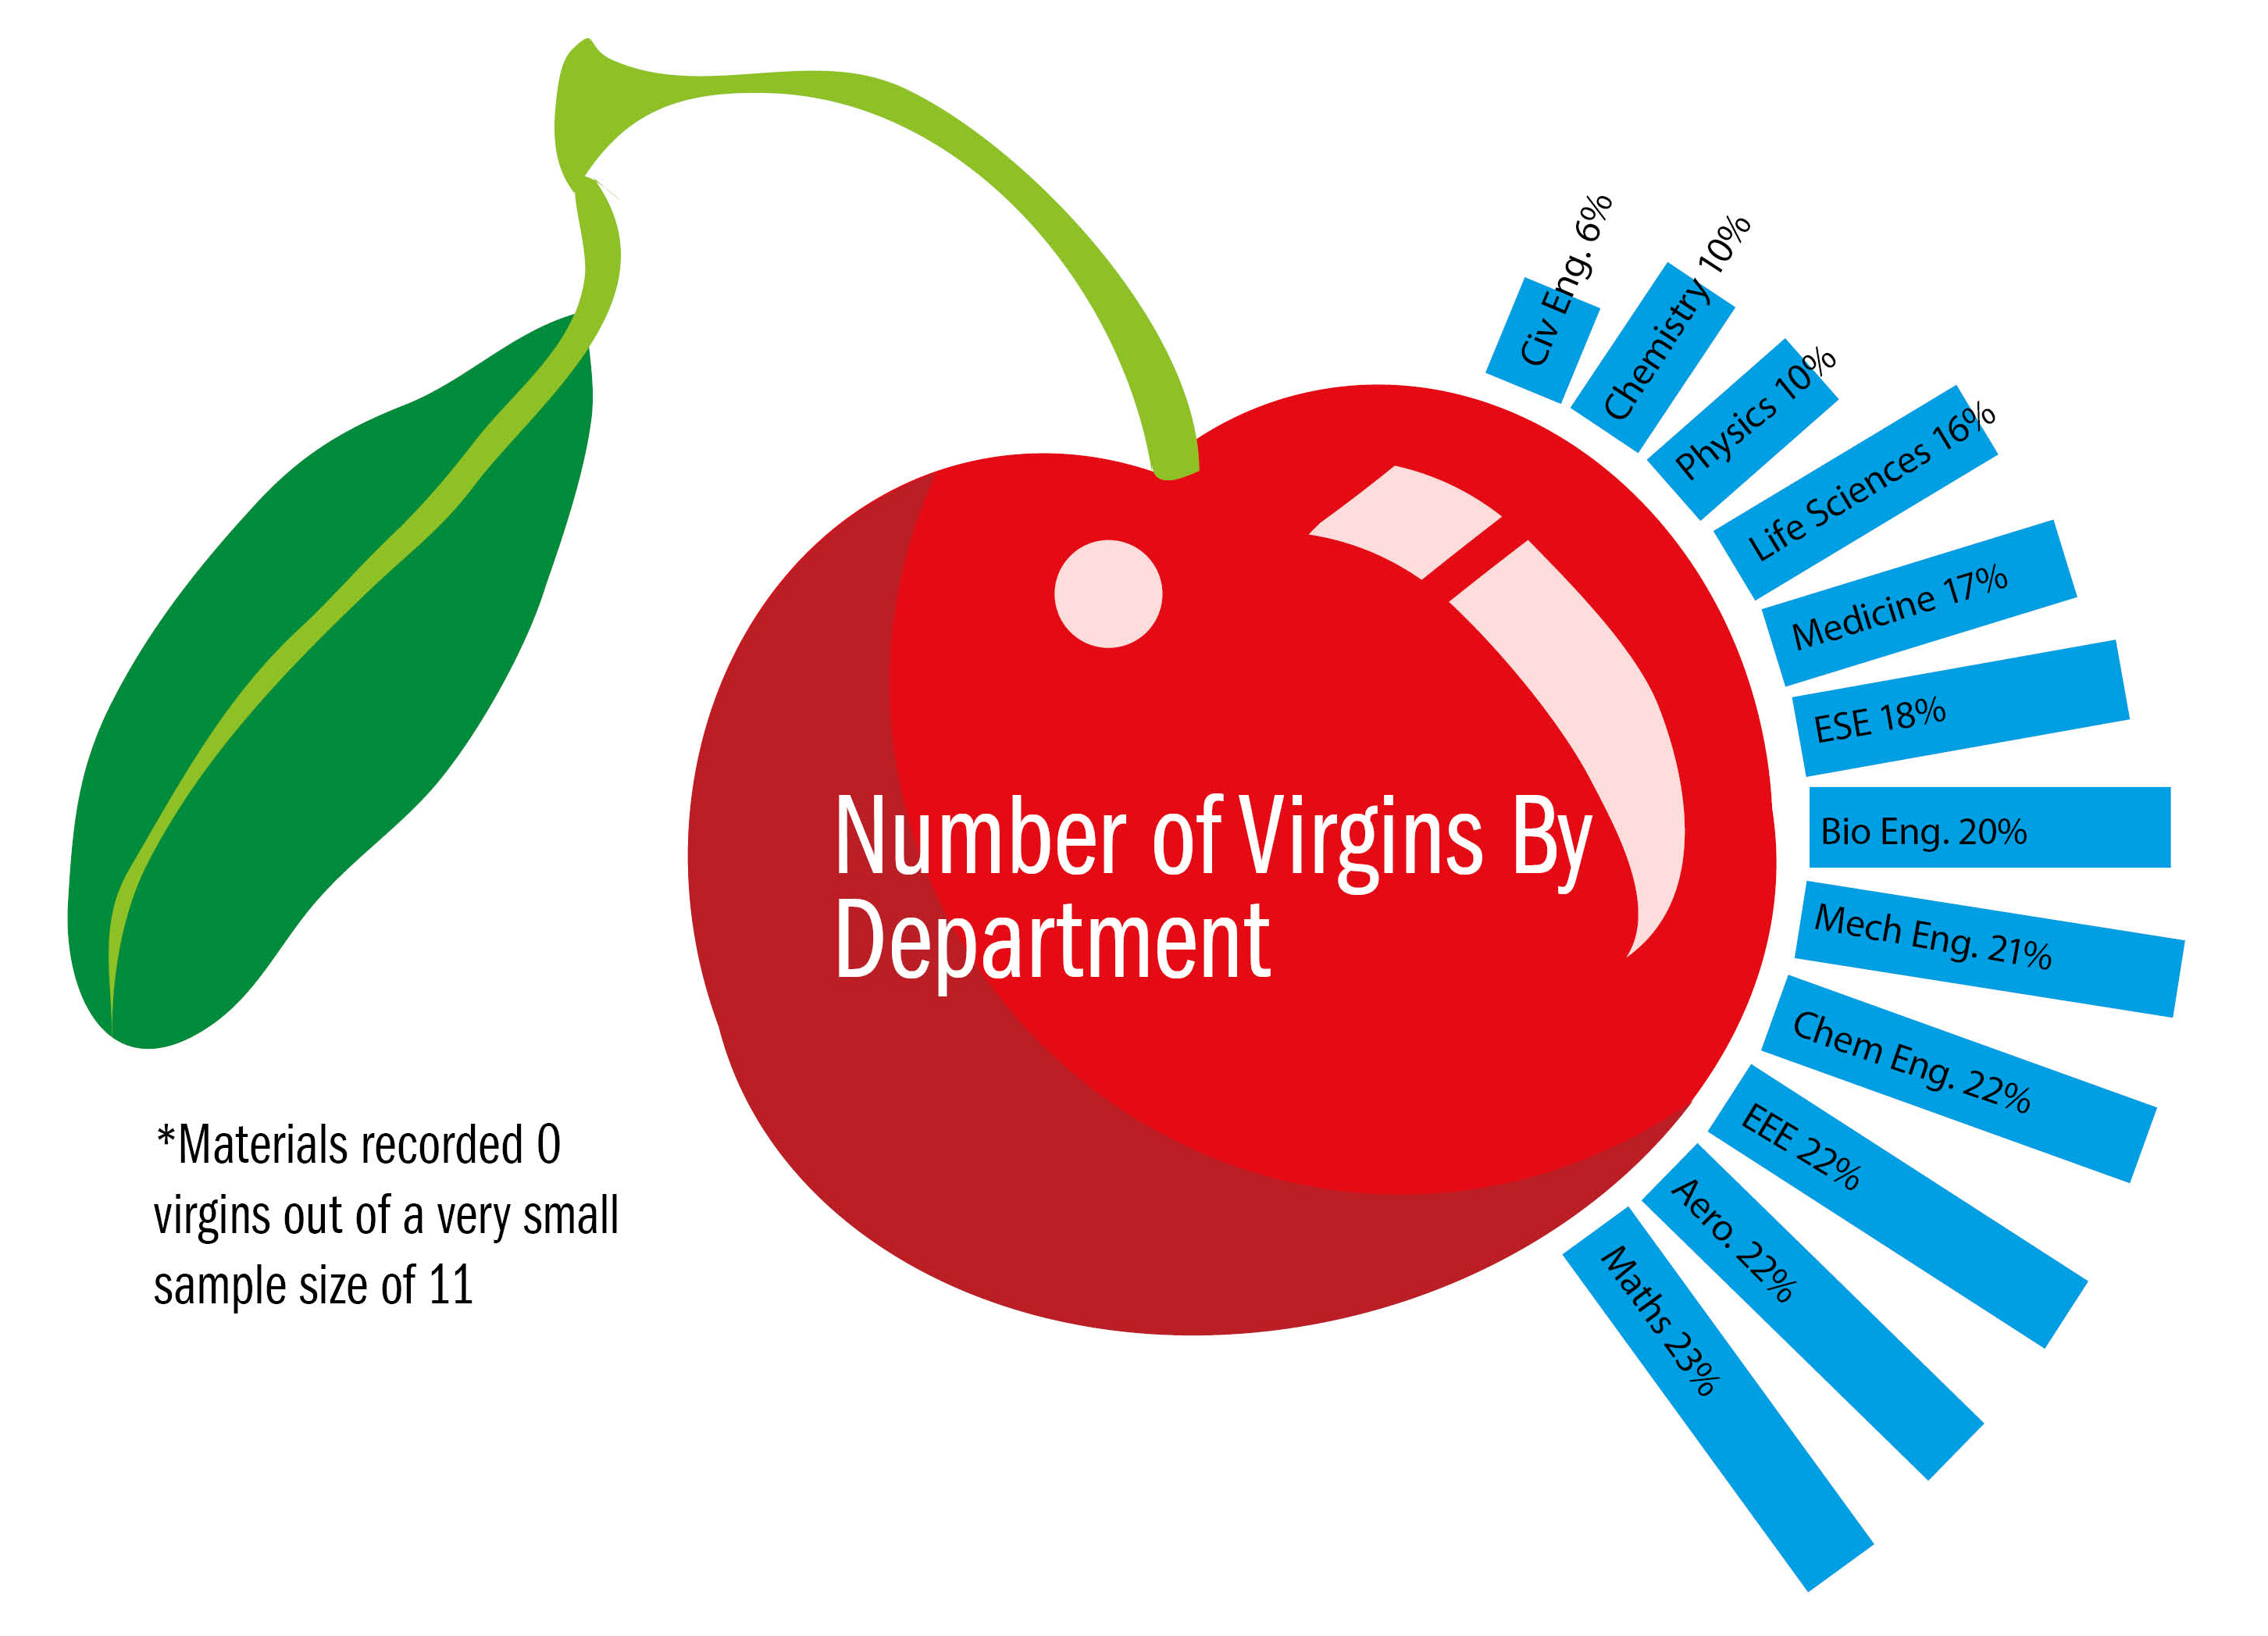 Civ Eng. 6%
Chemistry 10%
Physics 10%
Life Sciences 16%
Medicine 17%
ESE 18%
Number of Virgins By
Department
Bio Eng. 20%
Mech Eng. 21%
Chem Eng. 22%
EEE 22%
Aero. 22%
Maths 23%
*Materials recorded 0
virgins out of a very small
sample size of 11